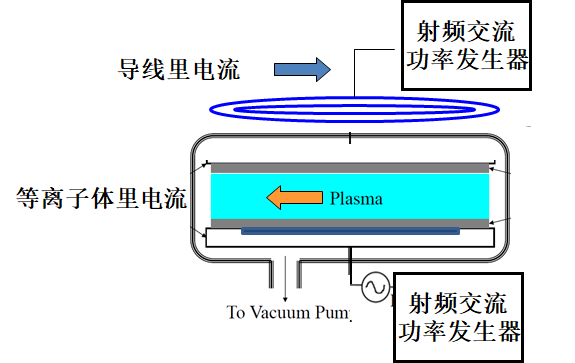 射频交流
功率发生器
导线里电流
等离子体里电流
Plasma
To Vacuum Pum
射频交流
功率发生器